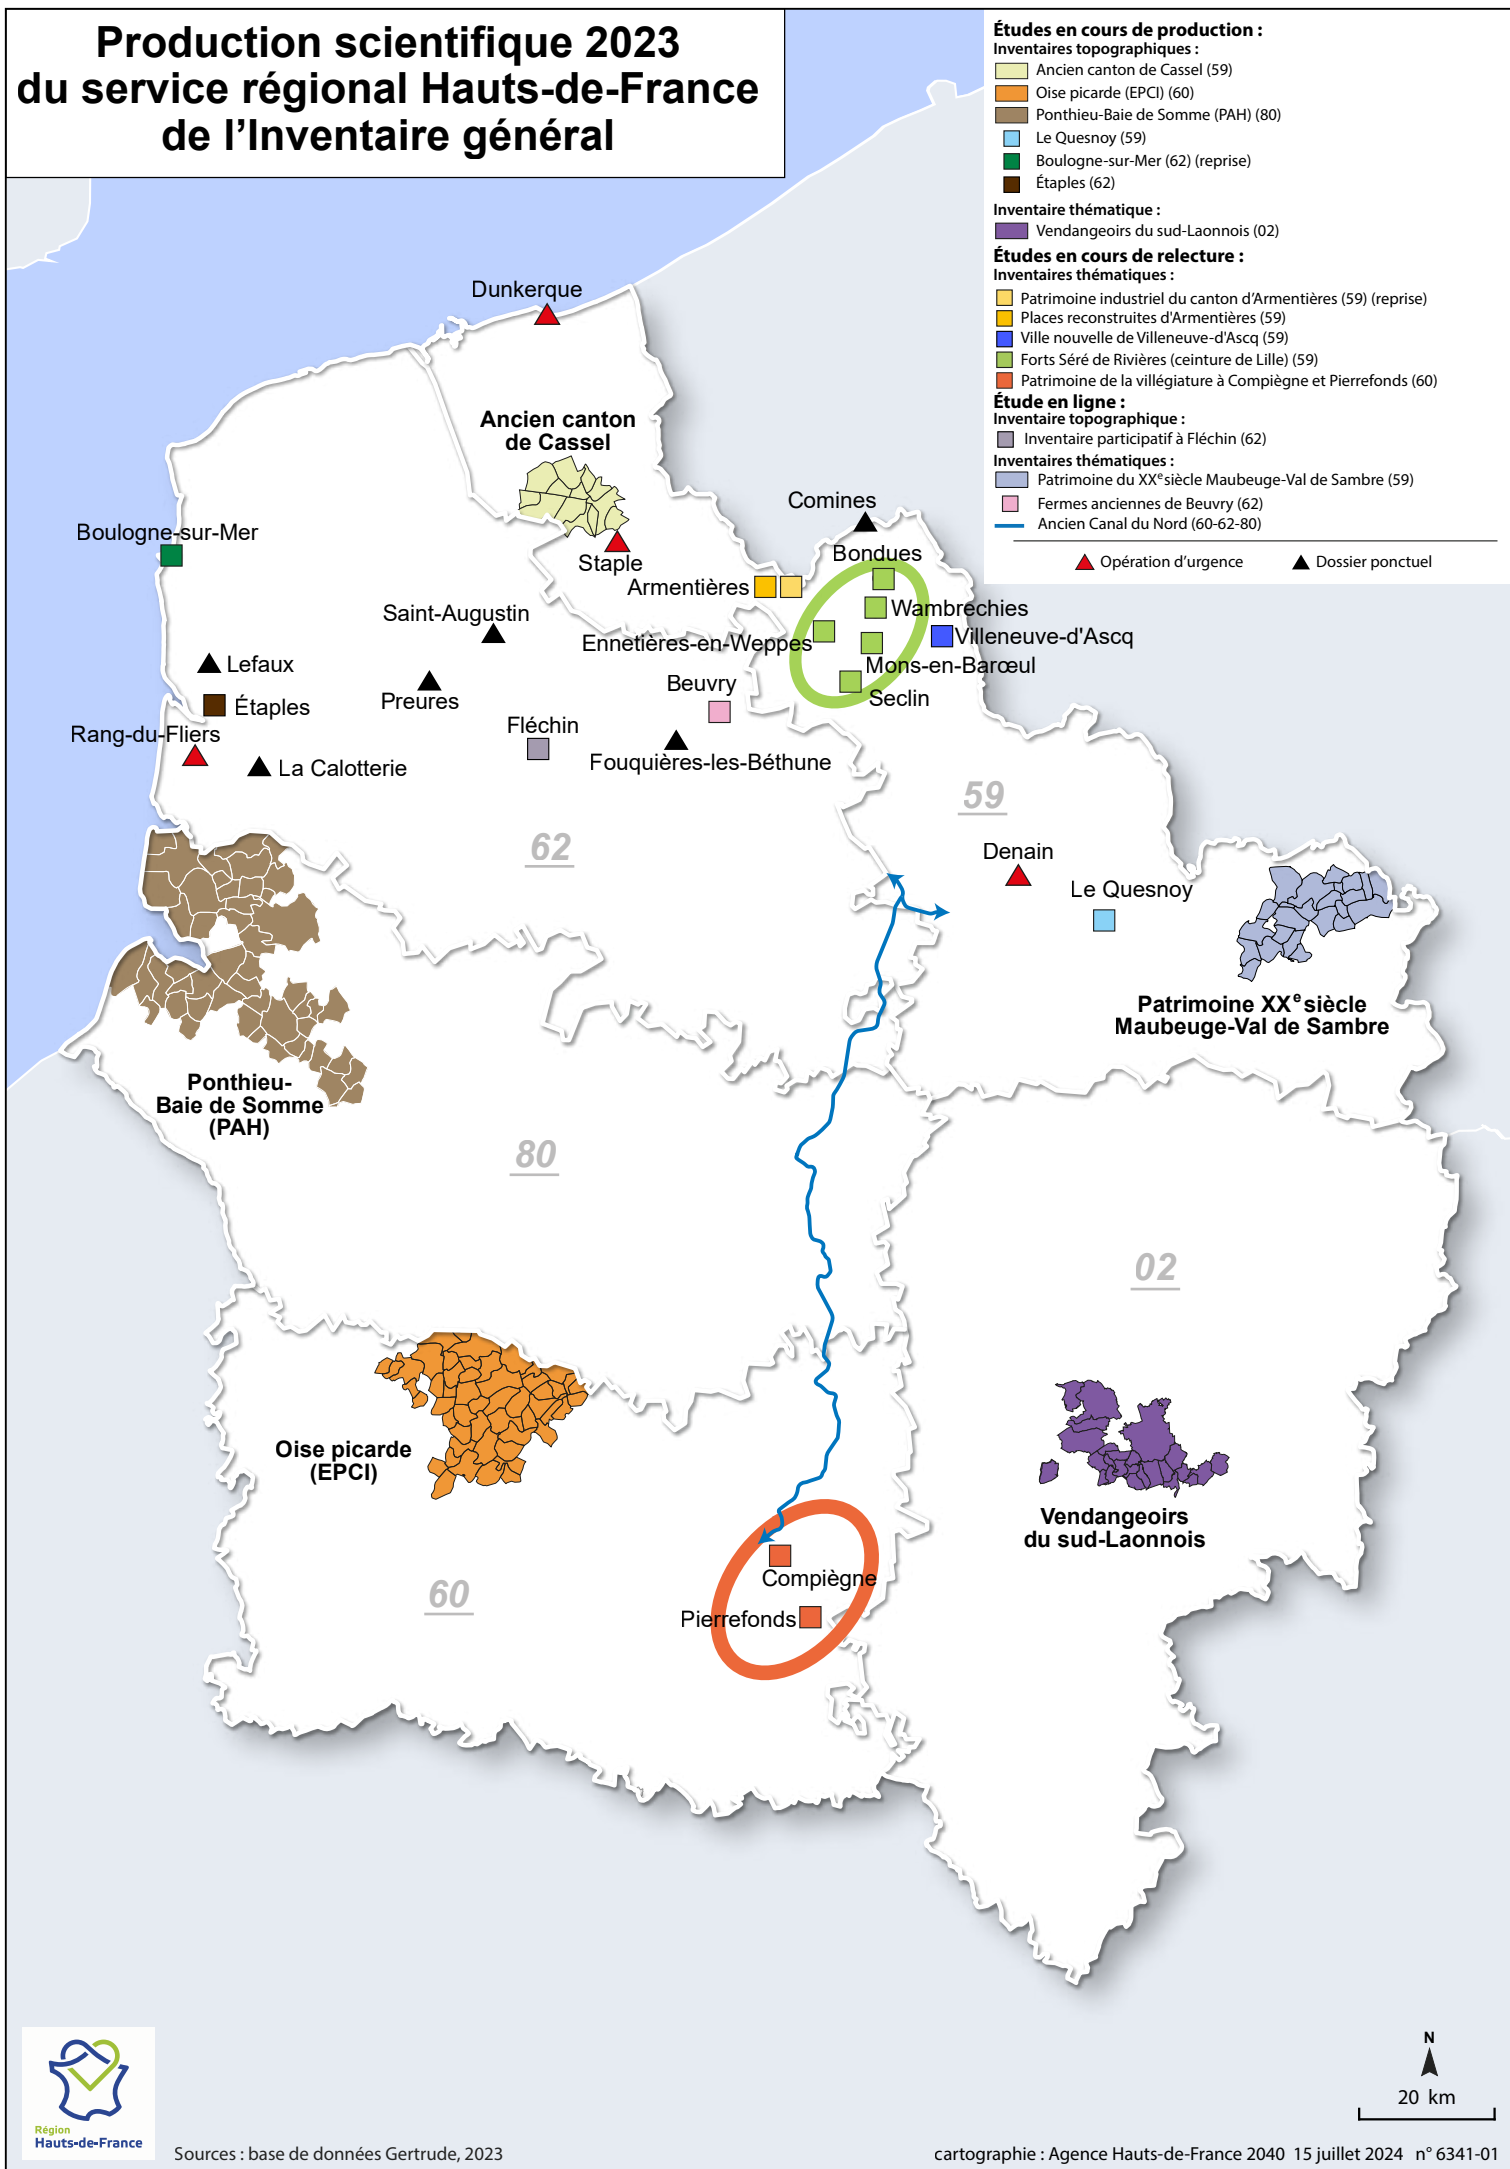 Production scientifique 2023
du service régional Hauts-de-France
de l'Inventaire général
Études en cours de production :
Inventaires topographiques :
Ancien canton de Cassel (59)
Oise picarde (EPCI) (60)
Ponthieu-Baie de Somme (PAH) (80)
Le Quesnoy (59)
Boulogne-sur-Mer (62) (reprise)
Étaples (62)
Inventaire thématique :
Vendangeoirs du sud-Laonnois (02)
Études en cours de relecture :
Inventaires thématiques :
Patrimoine industriel du canton d'Armentières (59) (reprise)
Places reconstruites d'Armentières (59)
Ville nouvelle de Villeneuve-d'Ascq (59)
Forts Séré de Rivières (ceinture de Lille) (59)
Patrimoine de la villégiature à Compiègne et Pierrefonds (60)
Étude en ligne :
Inventaire topographique :
Inventaire participatif à Fléchin (62)
Inventaires thématiques :
Patrimoine du XXe siècle Maubeuge-Val de Sambre (59)
Fermes anciennes de Beuvry (62)
Ancien Canal du Nord (60-62-80)
Opération d'urgence
Dossier ponctuel
Dunkerque
Ancien canton
de Cassel
Comines
Boulogne-sur-Mer
Bondues
Staple
Armentières
Wambrechies
Saint-Augustin
Villeneuve-d'Ascq
Ennetières-en-Weppes
Lefaux
Mons-en-Barœul
Beuvry
Preures
Seclin
Étaples
Fléchin
Rang-du-Fliers
Fouquières-les-Béthune
La Calotterie
59
62
Denain
Le Quesnoy
Patrimoine XXe siècle
Maubeuge-Val de Sambre
Ponthieu-
Baie de Somme
(PAH)
80
02
Oise picarde
(EPCI)
Vendangeoirs
du sud-Laonnois
Compiègne
60
Pierrefonds
N
20 km
Région
Hauts-de-France
Sources : base de données Gertrude, 2023
cartographie : Agence Hauts-de-France 2040 15 juillet 2024 n° 6341-01